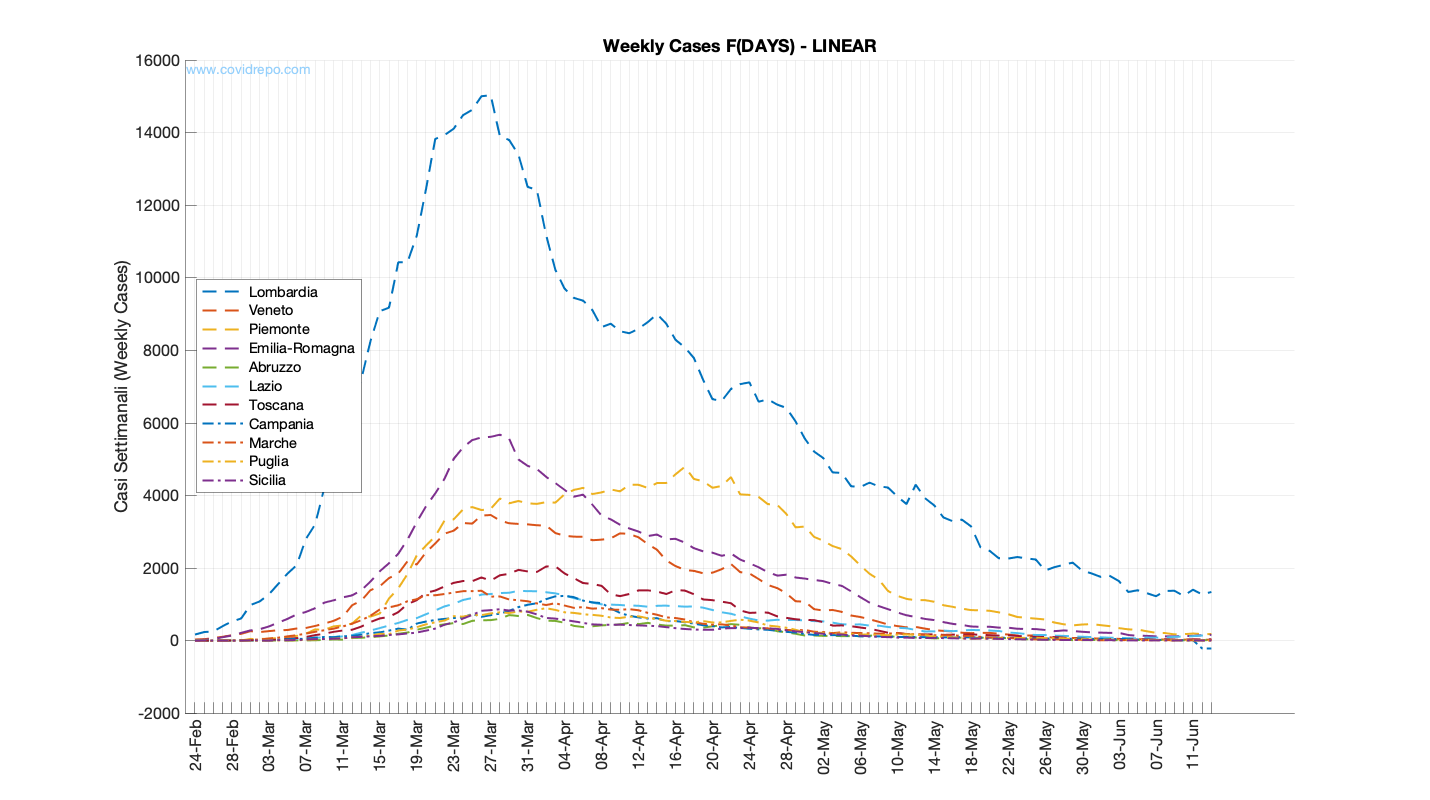 Weekly Cases F(DAYS) - LINEAR
www.covidrepo.com
16000
14000
12000
10000
8000
6000
4000
2000
0
-2000
Casi Settimanali (Weekly Cases)
Lombardia
Veneto
Piemonte
Emilia-Romagna
Abruzzo
Lazio
Toscana
Campania
Marche
Puglia
Sicilia
24-Feb
28-Feb
03-Mar
07-Mar
11-Mar
15-Mar
19-Mar
23-Mar
27-Mar
31-Mar
04-Apr
08-Apr
12-Apr
16-Apr
20-Apr
24-Apr
28-Apr
02-May
06-May
10-May
14-May
18-May
22-May
26-May
30-May
03-Jun
07-Jun
11-Jun